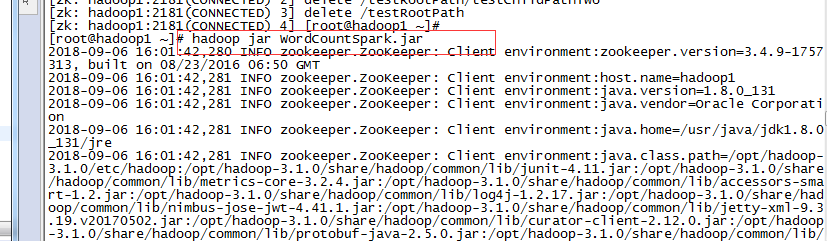 [zk: hadoop1:2181(CONNECTED) 2] delete /testRootPath/testChildPathTwo
[zk: hadoop1:2181(CONNECTED) 3] delete /testRootPath
[zk: hadoop1:2181(CONNECTED) 4] [root@hadoop1 ~]#
[root@hadoop1 ~]# hadoop jar WordCountSpark.jar
2018-09-06 16:01:42,280 INFO zookeeper.ZooKeeper: Client environment:zookeeper.version=3.4.9-1757
313, built on 08/23/2016 06:50 GMT
2018-09-06 16:01:42,281 INFO zookeeper.ZooKeeper: Client environment:host.name=hadoop1
2018-09-06 16:01:42,281 INFO zookeeper.ZooKeeper: Client environment:java.version=1.8.0_131
2018-09-06 16:01:42,281 INFO zookeeper.ZooKeeper: Client environment:java.vendor=Oracle Corporati
on
2018-09-06 16:01:42,281 INFO zookeeper.ZooKeeper: Client environment:java.home=/usr/java/jdk1.8.0
_131/jre
2018-09-06 16:01:42,281 INFO zookeeper.ZooKeeper: Client environment:java.class.path=/opt/hadoop-
3.1.0/etc/hadoop:/opt/hadoop-3.1.0/share/hadoop/common/lib/junit-4.11.jar:/opt/hadoop-3.1.0/share
/hadoop/common/lib/metrics-core-3.2.4.jar:/opt/hadoop-3.1.0/share/hadoop/common/lib/accessors-sma
rt-1.2.jar:/opt/hadoop-3.1.0/share/hadoop/common/lib/log4j-1.2.17.jar:/opt/hadoop-3.1.0/share/had
oop/common/lib/nimbus-jose-jwt-4.41.1.jar:/opt/hadoop-3.1.0/share/hadoop/common/lib/jetty-xml-9.3
.19.v20170502.jar:/opt/hadoop-3.1.0/share/hadoop/common/lib/curator-client-2.12.0.jar:/opt/hadoop
-3.1.0/share/hadoop/common/lib/protobuf-java-2.5.0.jar:/opt/hadoop-3.1.0/share/hadoop/common/lib/